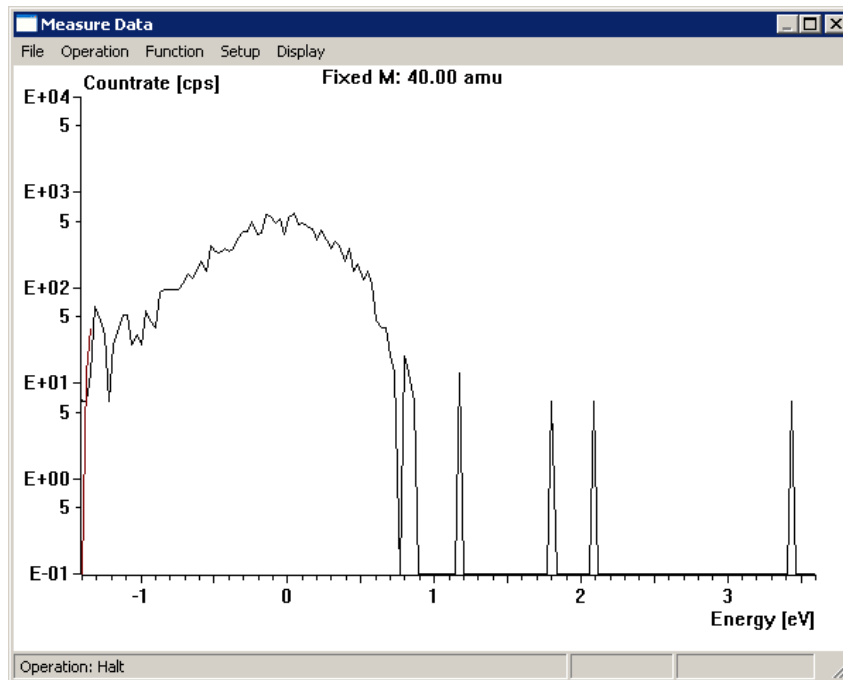 Measure Data
File Operation Function Setup Display
Countrate [cps] Fixed M: 40.00 amu
E+04
5
E+03
5
E+02
5
E+01
5
E+00
5
E-01
-1 0 1 2 3
Energy [eV]
Operation: Halt